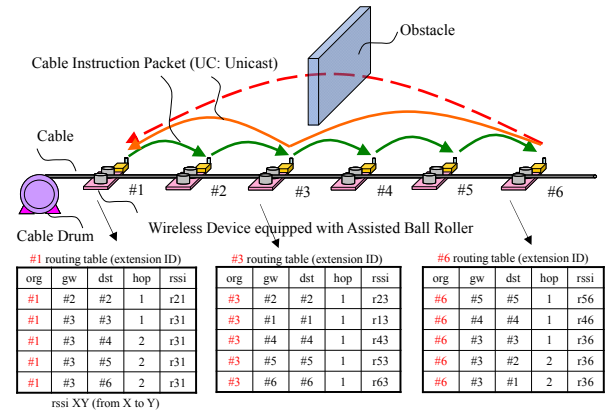 Obstacle
Cable Instruction Packet (UC: Unicast)
Cable
#1 #2 #3 #4 #5 #6
Wireless Device equipped with Assisted Ball Roller
Cable Drum
#1 routing table (extension ID)
org gw dst hop rssi
#1 #2 #2 1 r21
#1 #3 #3 1 r31
#1 #3 #4 2 r31
#1 #3 #5 2 r31
#1 #3 #6 2 r31
rssi XY (from X to Y)
#3 routing table (extension ID)
org gw dst hop rssi
#3 #2 #2 1 r23
#3 #1 #1 1 r13
#3 #4 #4 1 r43
#3 #5 #5 1 r53
#3 #6 #6 1 r63
#6 routing table (extension ID)
org gw dst hop rssi
#6 #5 #5 1 r56
#6 #4 #4 1 r46
#6 #3 #3 1 r36
#6 #3 #2 2 r36
#6 #3 #1 2 r36